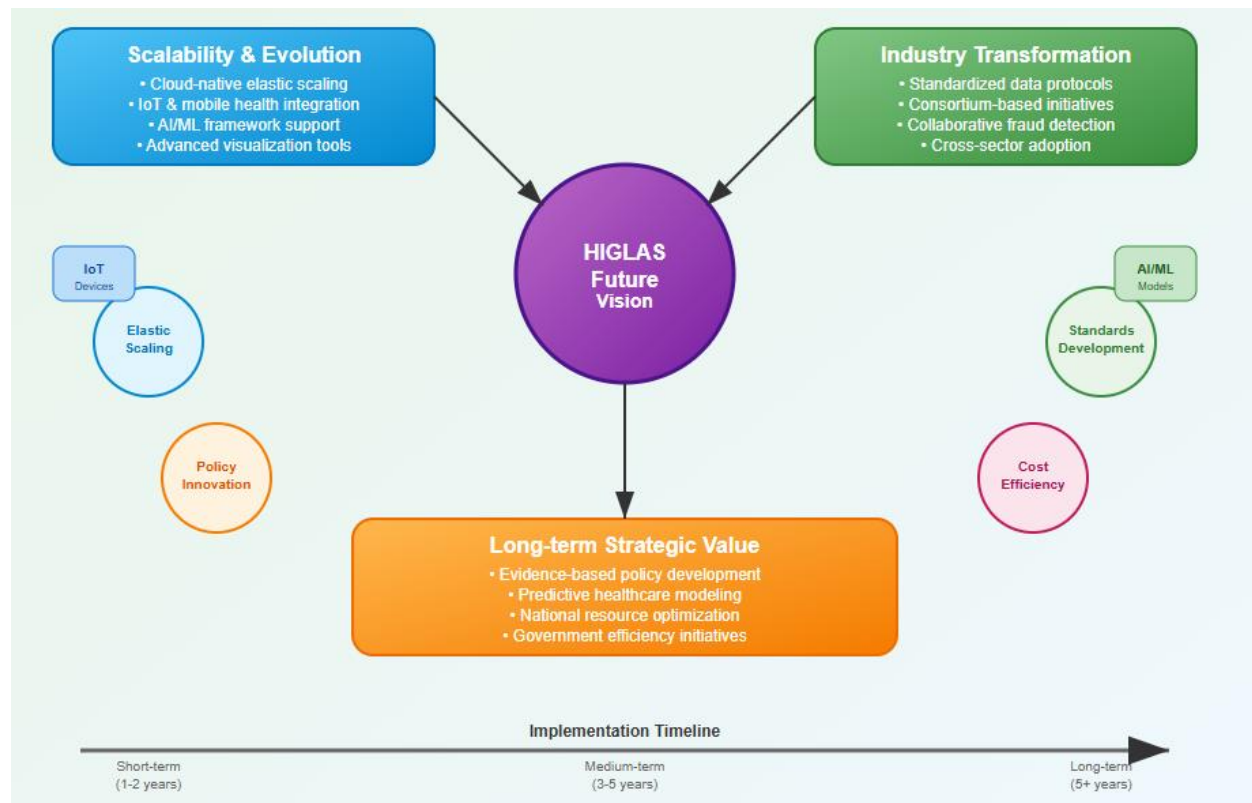 Scalability & Evolution
• Cloud-native elastic scaling
• IoT & mobile health integration
• AI/ML framework support
• Advanced visualization tools
Industry Transformation
• Standardized data protocols
• Consortium-based initiatives
• Collaborative fraud detection
• Cross-sector adoption
HIGLAS
Future
Vision
IoT
Devices
Elastic
Scaling
Policy
Innovation
AI/ML
Models
Standards
Development
Cost
Efficiency
Long-term Strategic Value
• Evidence-based policy development
• Predictive healthcare modeling
• National resource optimization
• Government efficiency initiatives
Implementation Timeline
Short-term
(1-2 years)
Medium-term
(3-5 years)
Long-term
(5+ years)